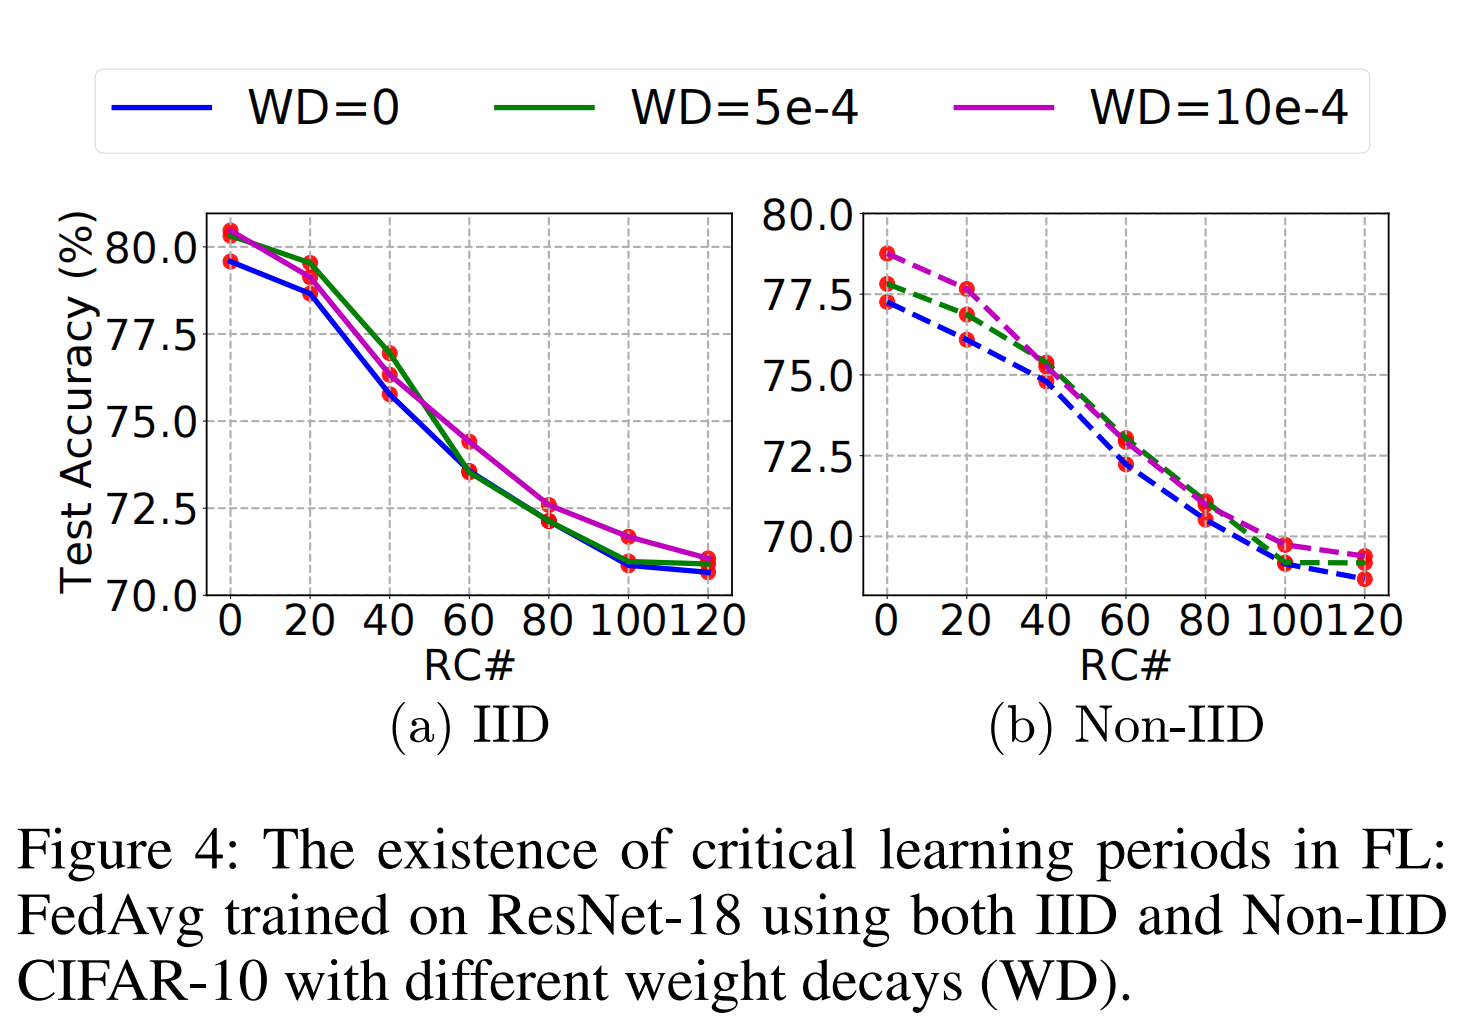 WD=0 WD=5e-4 WD=10e-4
Test Accuracy (%)
80.0
77.5
75.0
72.5
70.0
0 20 40 60 80 100 120
RC#
(a) IID
80.0
77.5
75.0
72.5
70.0
0 20 40 60 80 100 120
RC#
(b) Non-IID
Figure 4: The existence of critical learning periods in FL:
FedAvg trained on ResNet-18 using both IID and Non-IID
CIFAR-10 with different weight decays (WD).